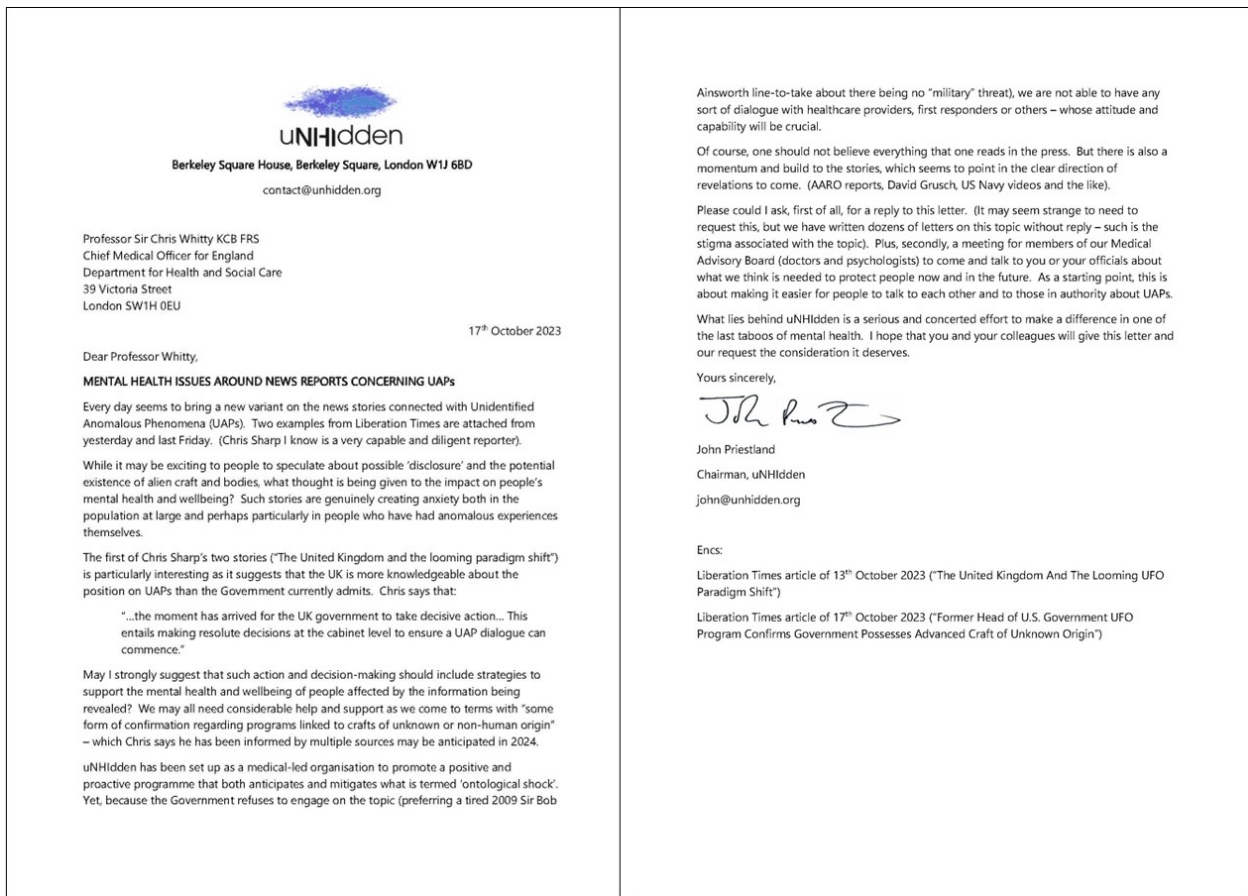 uNHIdden
Berkeley Square House, Berkeley Square, London W1J 6BD
contact@unhidden.org
Professor Sir Chris Whitty KCB FRS
Chief Medical Officer for England
Department for Health and Social Care
39 Victoria Street
London SW1H 0EU
17th October 2023
Dear Professor Whitty,
MENTAL HEALTH ISSUES AROUND NEWS REPORTS CONCERNING UAPs
Every day seems to bring a new variant on the news stories connected with Unidentified
Anomalous Phenomena (UAPs). Two examples from Liberation Times are attached from
yesterday and last Friday. (Chris Sharp I know is a very capable and diligent reporter).
While it may be exciting to people to speculate about possible ‘disclosure’ and the potential
existence of alien craft and bodies, what thought is being given to the impact on people’s
mental health and wellbeing? Such stories are genuinely creating anxiety both in the
population at large and perhaps particularly in people who have had anomalous experiences
themselves.
The first of Chris Sharp’s two stories (“The United Kingdom and the looming paradigm shift”)
is particularly interesting as it suggests that the UK is more knowledgeable about the
position on UAPs than the Government currently admits. Chris says that:
“…the moment has arrived for the UK government to take decisive action… This
entails making resolute decisions at the cabinet level to ensure a UAP dialogue can
commence.”
May I strongly suggest that such action and decision-making should include strategies to
support the mental health and wellbeing of people affected by the information being
revealed? We may all need considerable help and support as we come to terms with “some
form of confirmation regarding programs linked to crafts of unknown or non-human origin”
– which Chris says he has been informed by multiple sources may be anticipated in 2024.
uNHIdden has been set up as a medical-led organisation to promote a positive and
proactive programme that both anticipates and mitigates what is termed ‘ontological shock’.
Yet, because the Government refuses to engage on the topic (preferring a tired 2009 Sir Bob
Ainsworth line-to-take about there being no “military” threat), we are not able to have any
sort of dialogue with healthcare providers, first responders or others – whose attitude and
capability will be crucial.
Of course, one should not believe everything that one reads in the press. But there is also a
momentum and build to the stories, which seems to point in the clear direction of
revelations to come. (AARO reports, David Grusch, US Navy videos and the like).
Please could I ask, first of all, for a reply to this letter. (It may seem strange to need to
request this, but we have written dozens of letters on this topic without reply – such is the
stigma associated with the topic). Plus, secondly, a meeting for members of our Medical
Advisory Board (doctors and psychologists) to come and talk to you or your officials about
what we think is needed to protect people now and in the future. As a starting point, this is
about making it easier for people to talk to each other and to those in authority about UAPs.
What lies behind uNHIdden is a serious and concerted effort to make a difference in one of
the last taboos of mental health. I hope that you and your colleagues will give this letter and
our request the consideration it deserves.
Yours sincerely,
John Priestland
Chairman, uNHIdden
john@unhidden.org
Encs:
Liberation Times article of 13th October 2023 (“The United Kingdom And The Looming UFO
Paradigm Shift”)
Liberation Times article of 17th October 2023 (“Former Head of U.S. Government UFO
Program Confirms Government Possesses Advanced Craft of Unknown Origin”)